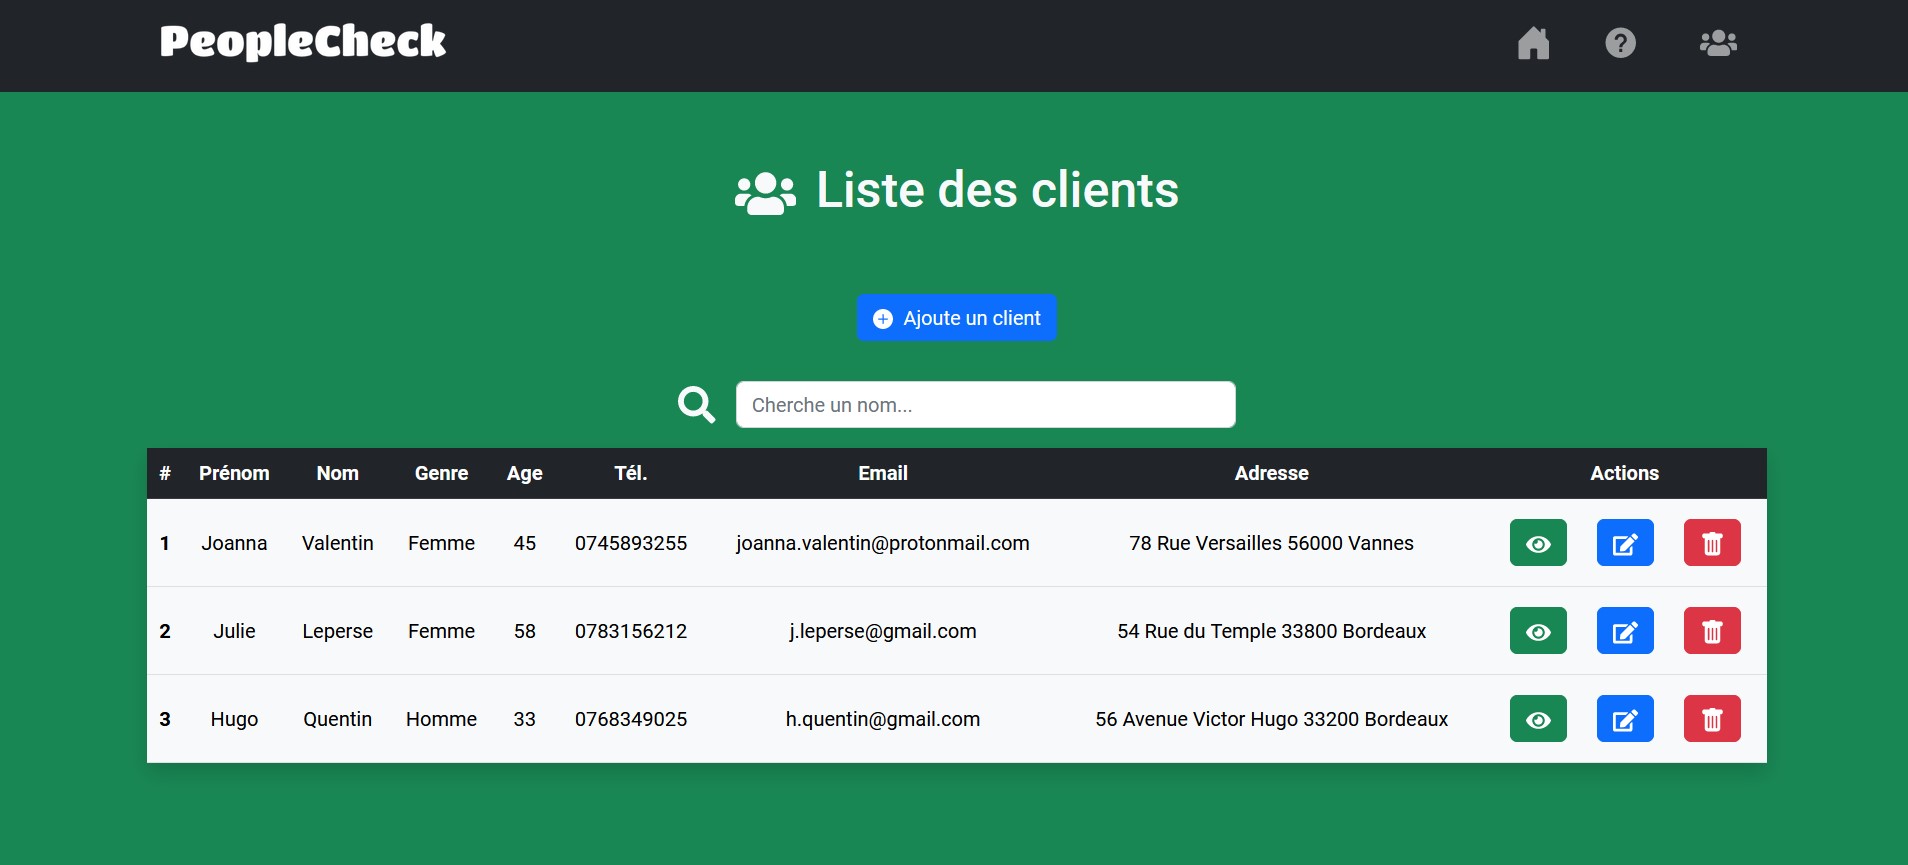 PeopleCheck
Liste des clients
Ajoute un client
Cherche un nom...
# Prénom Nom Genre Age Tél. Email Adresse Actions
1 Joanna Valentin Femme 45 0745893255 joanna.valentin@protonmail.com 78 Rue Versailles 56000 Vannes
2 Julie Leperse Femme 58 0783156212 j.leperse@gmail.com 54 Rue du Temple 33800 Bordeaux
3 Hugo Quentin Homme 33 0768349025 h.quentin@gmail.com 56 Avenue Victor Hugo 33200 Bordeaux